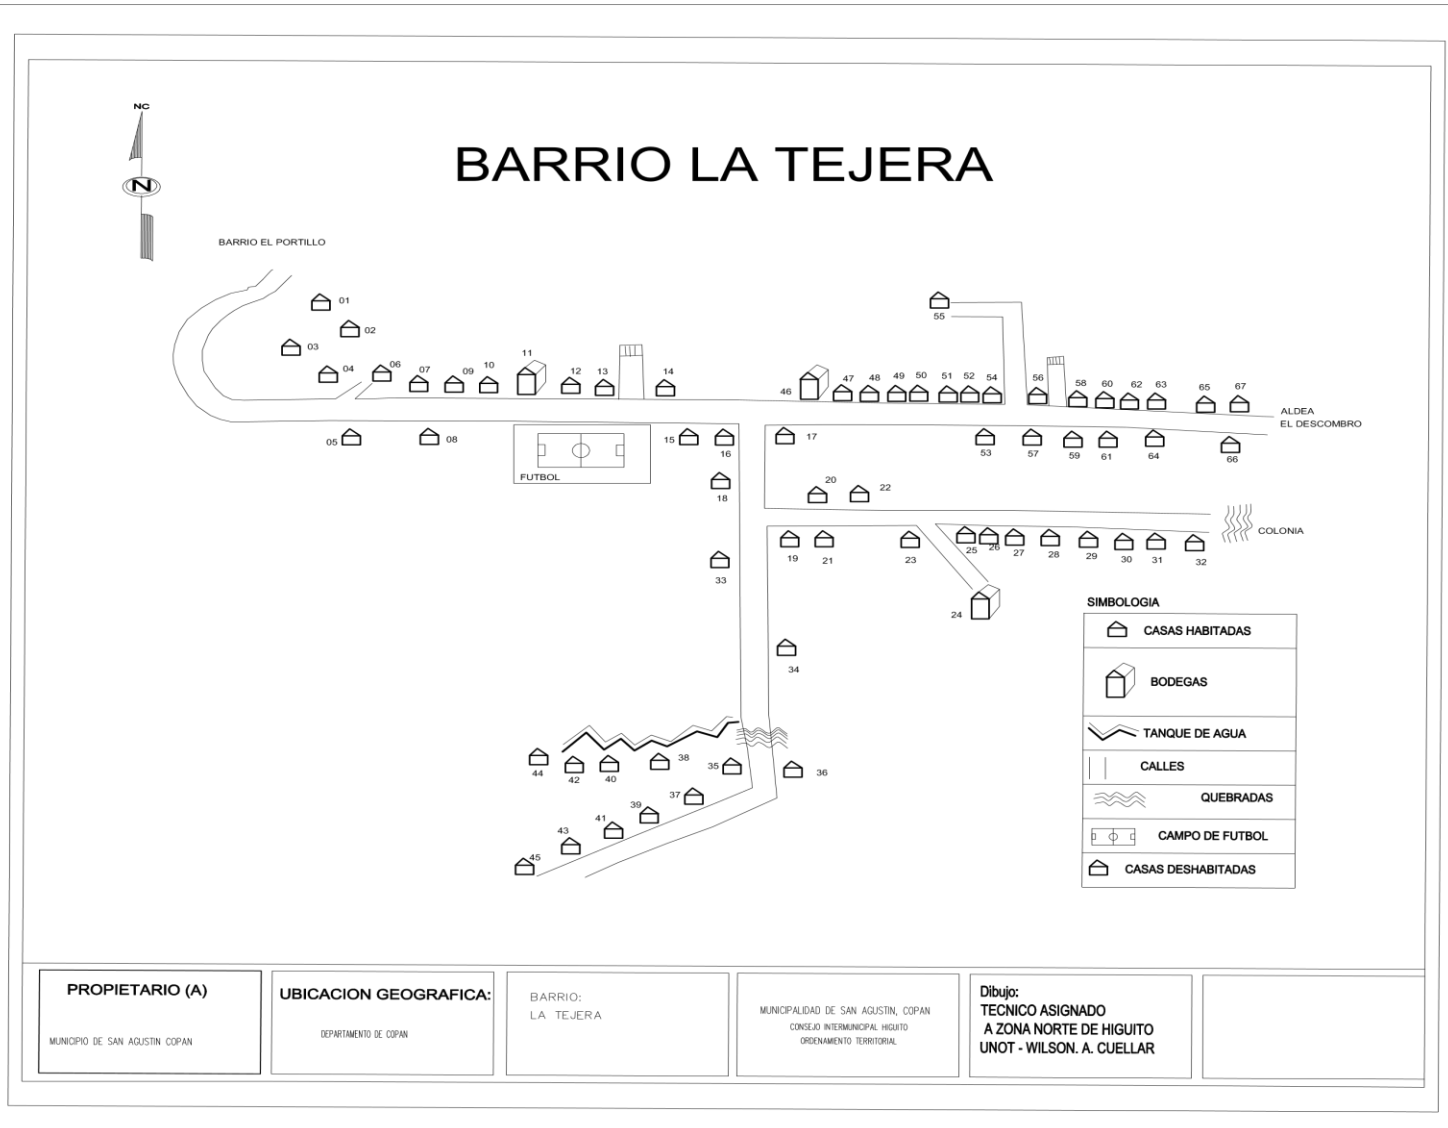 NC
N
BARRIO LA TEJERA
BARRIO EL PORTILLO
01
02
03
04
06
07
09
10
11
12
13
14
05
08
FUTBOL
15
16
17
18
46
47
48
49
50
51
52
54
55
56
58
60
62
63
65
67
ALDEA
EL DESCOMBRO
53
57
59
61
64
66
20
22
19
21
23
24
25
26
27
28
29
30
31
32
COLONIA
33
34
35
36
38
40
42
44
37
39
41
43
45
SIMBOLOGIA
CASAS HABITADAS
BODEGAS
TANQUE DE AGUA
CALLES
QUEBRADAS
CAMPO DE FUTBOL
CASAS DESHABITADAS
PROPIETARIO (A)
MUNICIPIO DE SAN AGUSTIN COPAN
UBICACION GEOGRAFICA:
DEPARTAMENTO DE COPAN
BARRIO:
LA TEJERA
MUNICIPALIDAD DE SAN AGUSTIN, COPAN
CONSEJO INTERMUNICIPAL HIGUITO
ORDENAMIENTO TERRITORIAL
Dibujo:
TECNICO ASIGNADO
A ZONA NORTE DE HIGUITO
UNOT - WILSON. A. CUELLAR